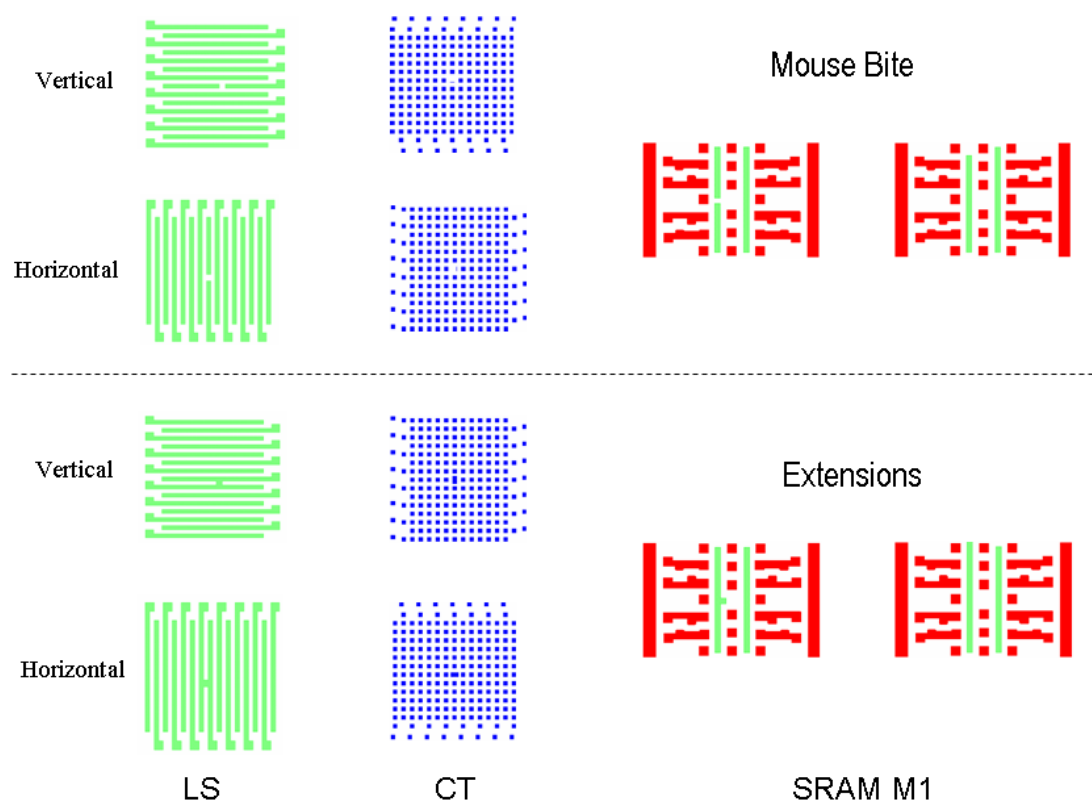 Mouse Bite
Vertical
Horizontal
Extensions
Vertical
Horizontal
LS CT SRAM M1